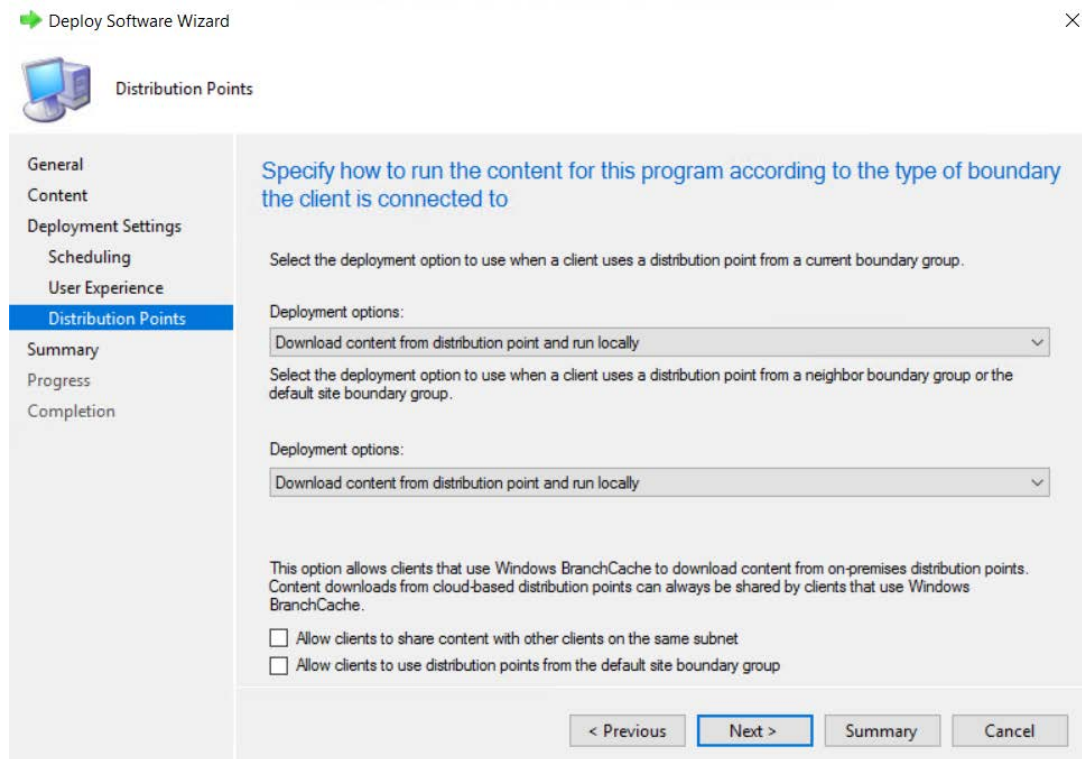 Deploy Software Wizard
Distribution Points
General
Content
Deployment Settings
Scheduling
User Experience
Distribution Points
Summary
Progress
Completion
Specify how to run the content for this program according to the type of boundary
the client is connected to
Select the deployment option to use when a client uses a distribution point from a current boundary group.
Deployment options:
Download content from distribution point and run locally
Select the deployment option to use when a client uses a distribution point from a neighbor boundary group or the
default site boundary group.
Deployment options:
Download content from distribution point and run locally
This option allows clients that use Windows BranchCache to download content from on-premises distribution points.
Content downloads from cloud-based distribution points can always be shared by clients that use Windows
BranchCache.
Allow clients to share content with other clients on the same subnet
Allow clients to use distribution points from the default site boundary group
< Previous
Next >
Summary
Cancel